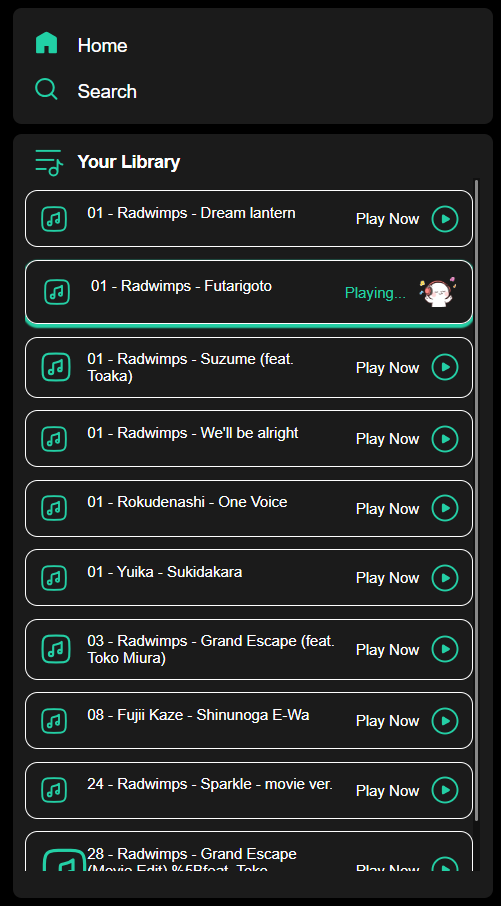 Home
Search
Your Library
01 - Radwimps - Dream lantern
Play Now
01 - Radwimps - Futarigoto
Playing...
01 - Radwimps - Suzume (feat.
Toaka)
Play Now
01 - Radwimps - We'll be alright
Play Now
01 - Rokudenashi - One Voice
Play Now
01 - Yuika - Sukidakara
Play Now
03 - Radwimps - Grand Escape (feat.
Toko Miura)
Play Now
08 - Fujii Kaze - Shinunoga E-Wa
Play Now
24 - Radwimps - Sparkle - movie ver.
Play Now
28 - Radwimps - Grand Escape
(Movie Edit) %5Bfeat. Toko
Play Now